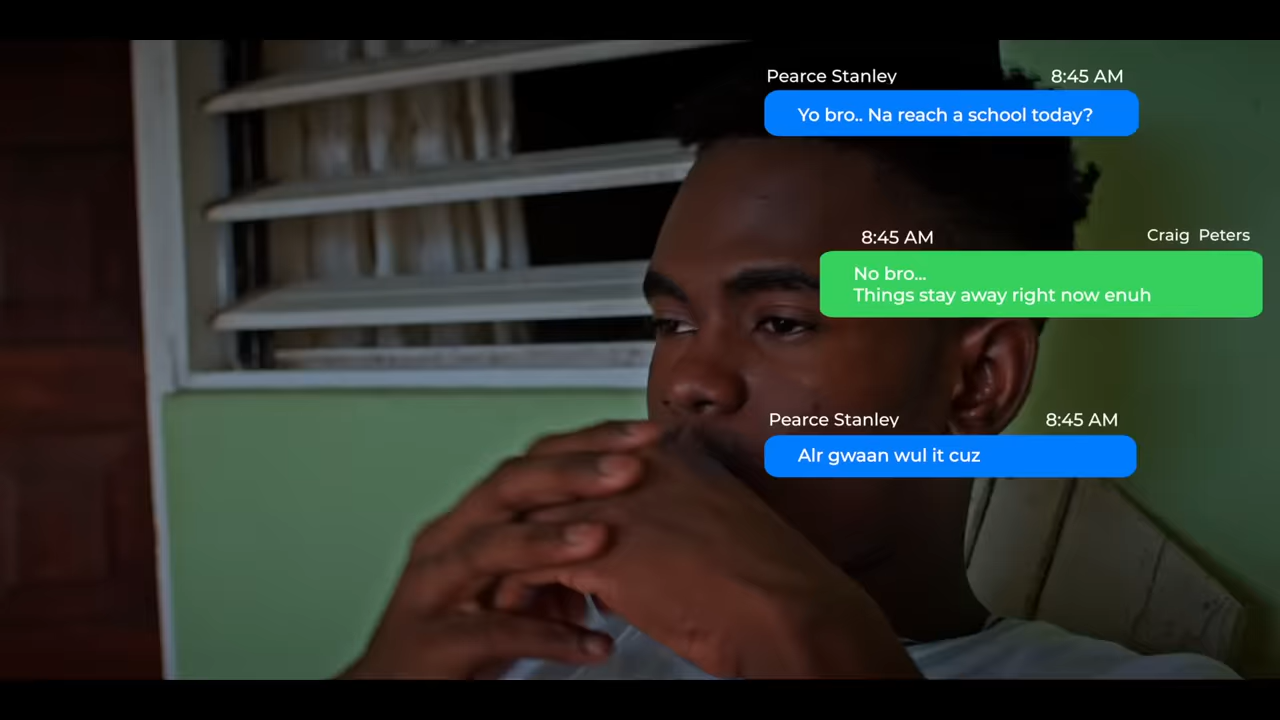 Pearce Stanley 8:45 AM
Yo bro.. Na reach a school today?
8:45 AM Craig Peters
No bro...
Things stay away right now enuh
Pearce Stanley 8:45 AM
Alr gwaan wul it cuz